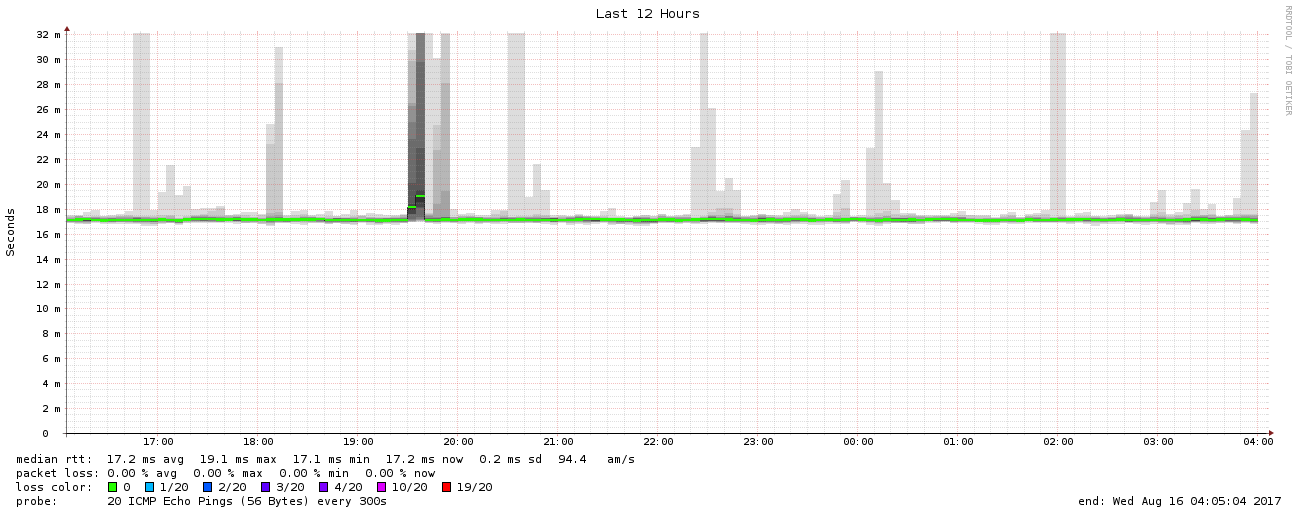 Last 12 Hours
RRDTOOL / TOBI OETIKER
Seconds
32 m
30 m
28 m
26 m
24 m
22 m
20 m
18 m
16 m
14 m
12 m
10 m
8 m
6 m
4 m
2 m
0
17:00 18:00 19:00 20:00 21:00 22:00 23:00 00:00 01:00 02:00 03:00 04:00
median rtt: 17.2 ms avg 19.1 ms max 17.1 ms min 17.2 ms now 0.2 ms sd 94.4 am/s
packet loss: 0.00 % avg 0.00 % max 0.00 % min 0.00 % now
loss color: 0 1/20 2/20 3/20 4/20 10/20 19/20
probe: 20 ICMP Echo Pings (56 Bytes) every 300s end: Wed Aug 16 04:05:04 2017